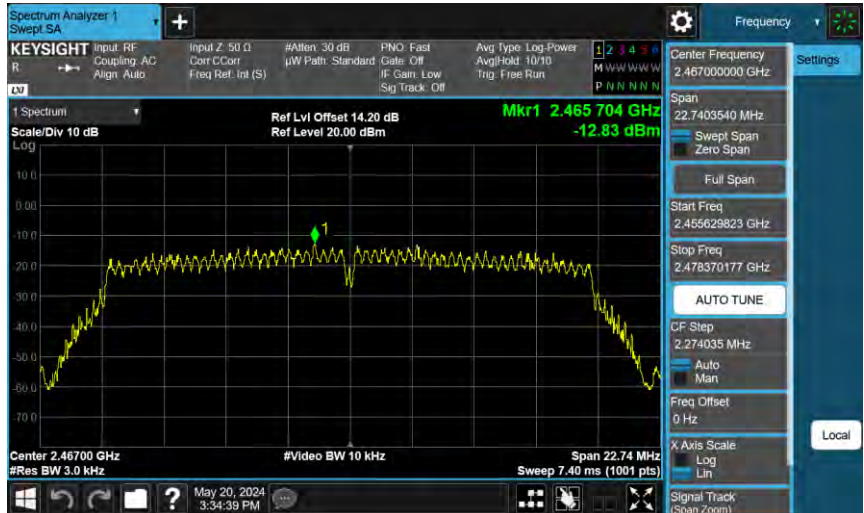 Spectrum Analyzer 1
Swept SA
+
Frequency
KEYSIGHT
R
LXI
Input: RF
Coupling: AC
Align: Auto
Input Z: 50 Ω
Corr CCorr
Freq Ref: Int (S)
#Atten: 30 dB
µW Path: Standard
PNO: Fast
Gate: Off
IF Gain: Low
Sig Track: Off
Avg Type: Log-Power
Avg|Hold: 10/10
Trig: Free Run
1 2 3 4 5 6
M W W W W W
P N N N N N
1 Spectrum
Scale/Div 10 dB
Ref Lvl Offset 14.20 dB
Ref Level 20.00 dBm
Mkr1 2.465 704 GHz
-12.83 dBm
Log
10.0
0.00
-10.0
-20.0
-30.0
-40.0
-50.0
-60.0
-70.0
1
Center 2.46700 GHz
#Res BW 3.0 kHz
#Video BW 10 kHz
Span 22.74 MHz
Sweep 7.40 ms (1001 pts)
?
May 20, 2024
3:34:39 PM
Center Frequency
2.467000000 GHz
Span
22.7403540 MHz
Swept Span
Zero Span
Full Span
Start Freq
2.455629823 GHz
Stop Freq
2.478370177 GHz
AUTO TUNE
CF Step
2.274035 MHz
Auto
Man
Freq Offset
0 Hz
X Axis Scale
Log
Lin
Signal Track
(Span Zoom)
Settings
Local